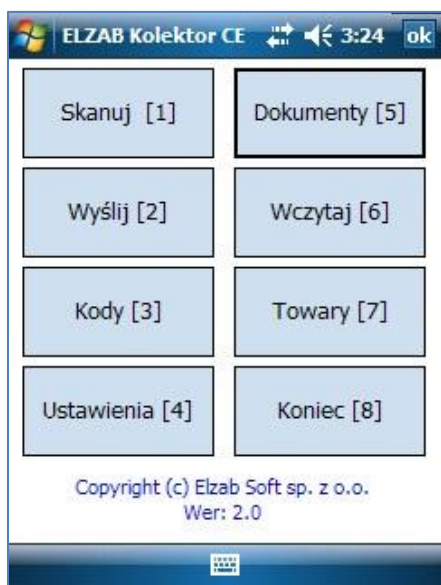 ELZAB Kolektor CE 3:24 ok
Skanuj [1] Dokumenty [5]
Wyślij [2] Wczytaj [6]
Kody [3] Towary [7]
Ustawienia [4] Koniec [8]
Copyright (c) Elzab Soft sp. z o.o.
Wer: 2.0